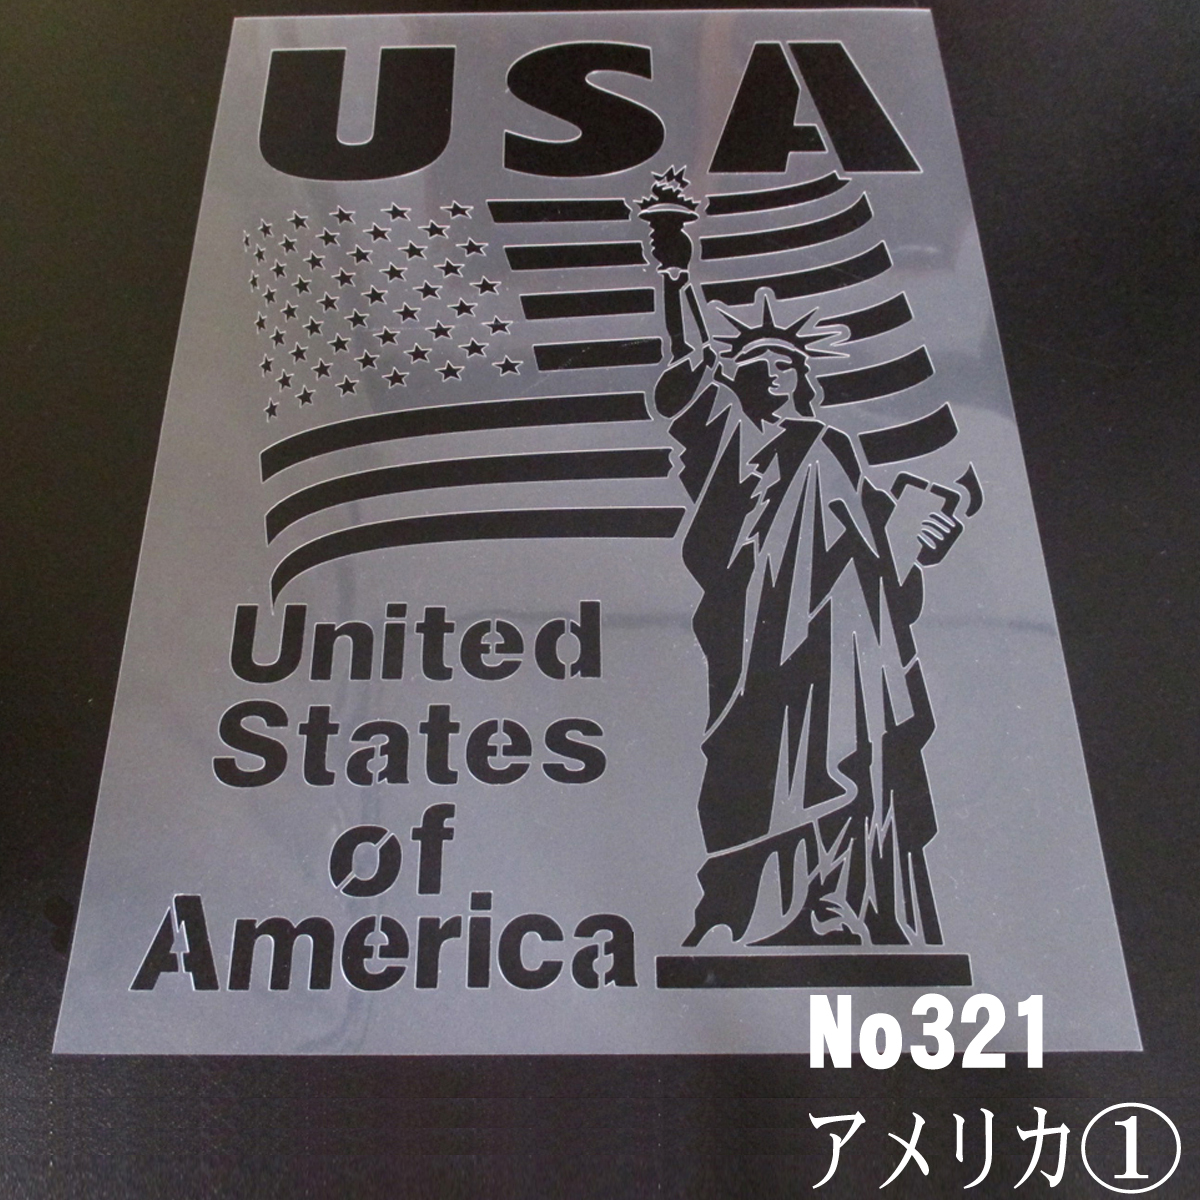 USA
United
States
of
America
No321
アメリカ①